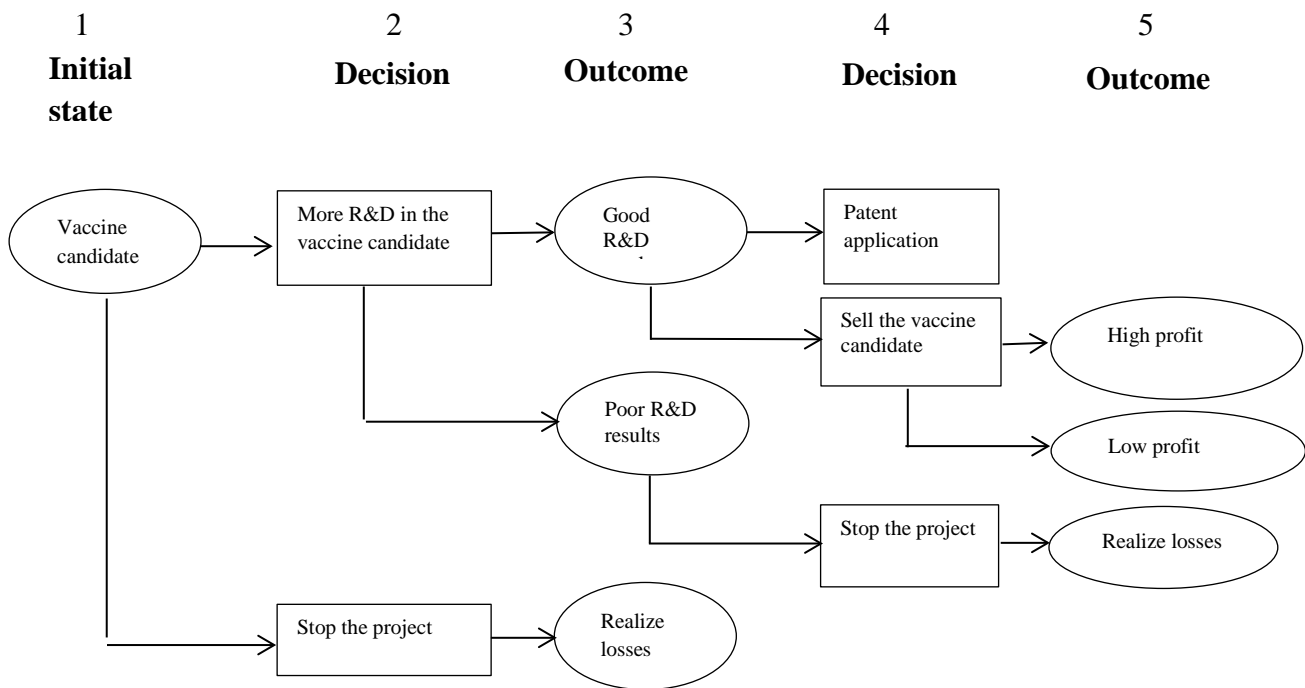 1
2
3
4
5
Initial
state
Decision
Outcome
Decision
Outcome
Vaccine
candidate
More R&D in the
vaccine candidate
Good
R&D
Patent
application
Sell the vaccine
candidate
High profit
Poor R&D
results
Low profit
Stop the project
Realize losses
Stop the project
Realize
losses